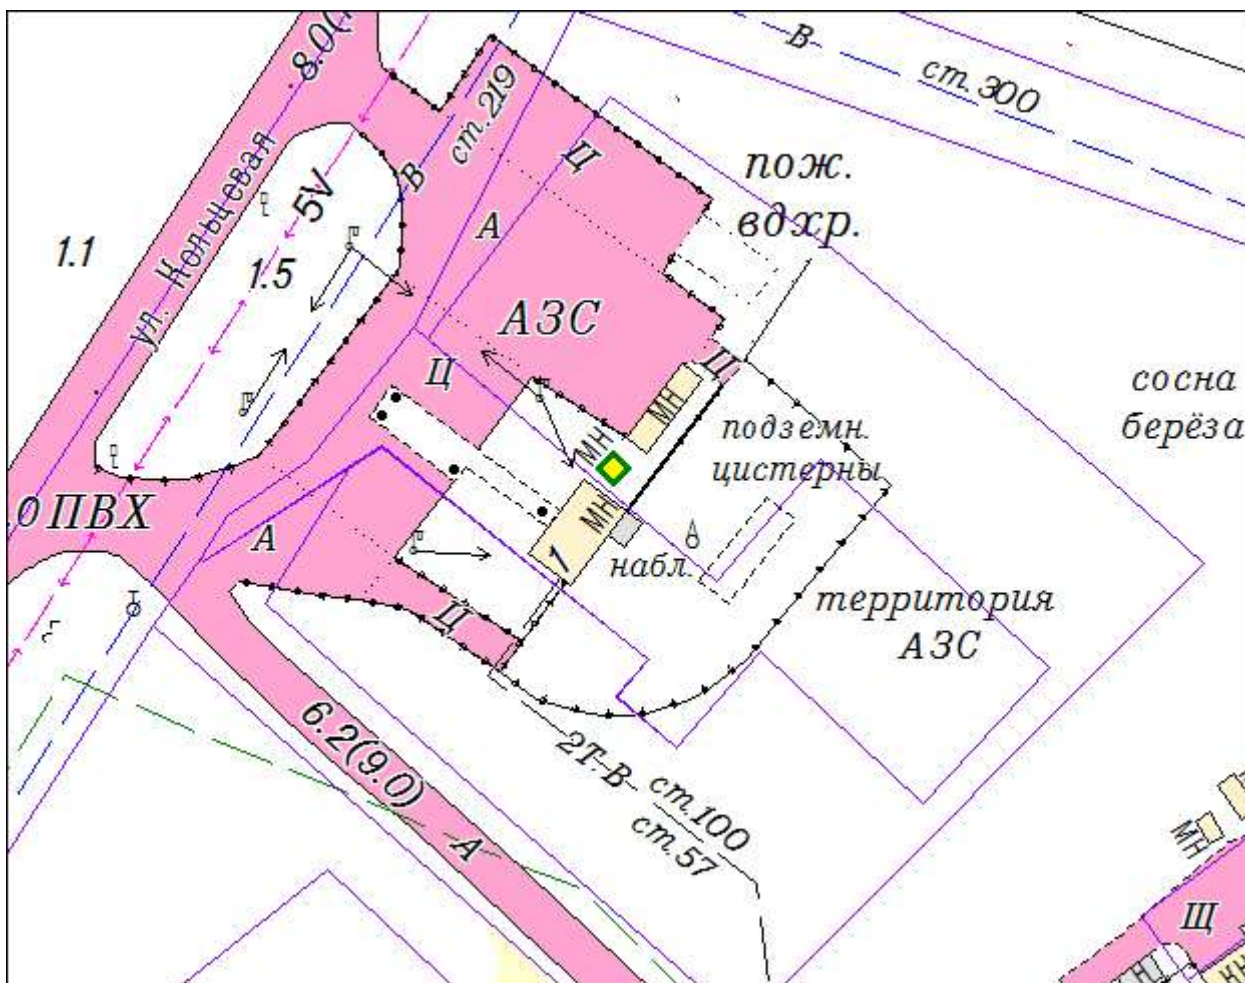 8.0(
ст.219
В
ст.300
Ц
пож.
вдхр.
ул. Кольцевая
5V
В
А
1.1
1.5
АЗС
Ц
Щ
сосна
берёза
МН
МН
подземн.
цистерны
.0 ПВХ
МН
А
1
набл.
территория
АЗС
Щ
6.2(9.0)
2Т-В
ст.100
ст.57
А
МН
Щ
Н
КН